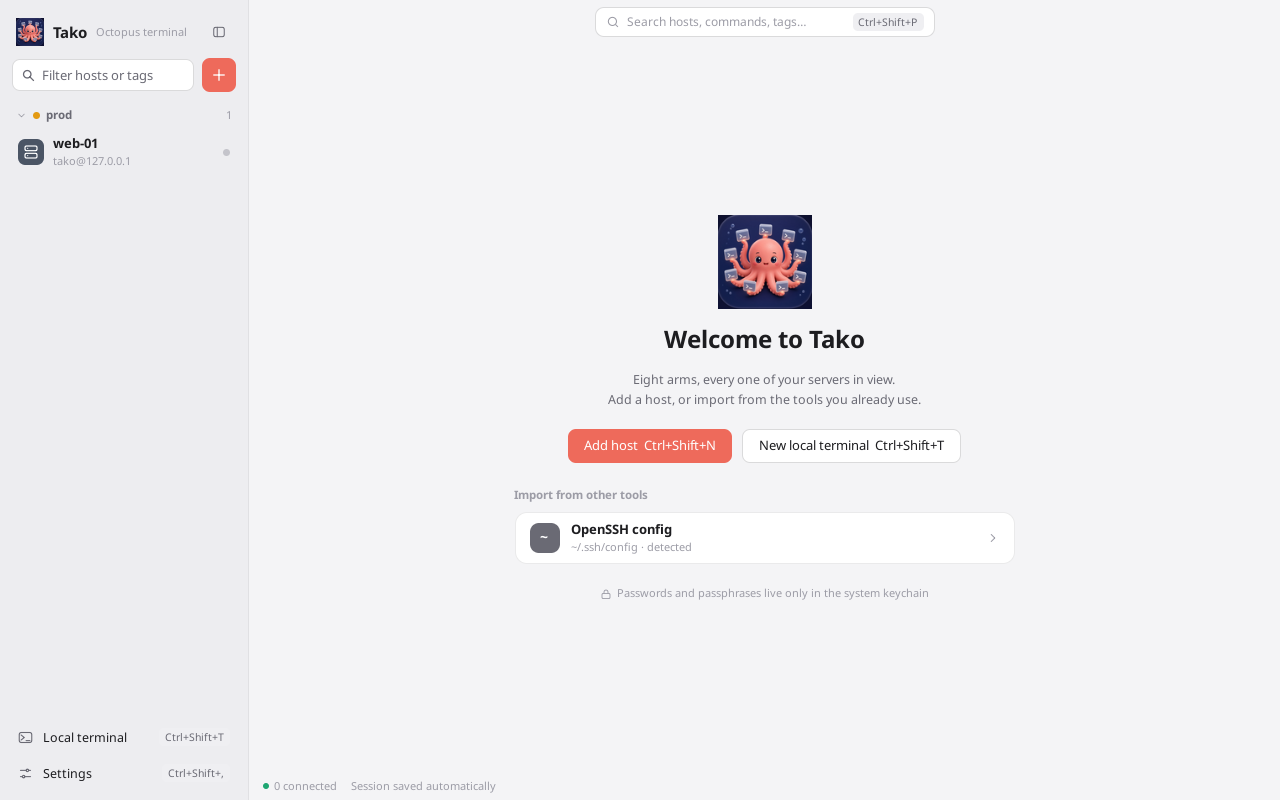 Tako Octopus terminal
Search hosts, commands, tags... Ctrl+Shift+P
Filter hosts or tags
prod 1
web-01
tako@127.0.0.1
Welcome to Tako
Eight arms, every one of your servers in view.
Add a host, or import from the tools you already use.
Add host Ctrl+Shift+N
New local terminal Ctrl+Shift+T
Import from other tools
~
OpenSSH config
~/.ssh/config · detected
Passwords and passphrases live only in the system keychain
Local terminal Ctrl+Shift+T
Settings Ctrl+Shift+,
0 connected Session saved automatically